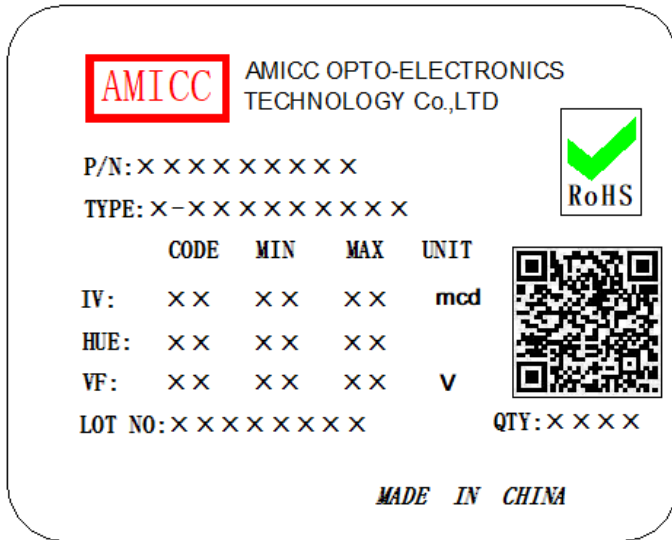 AMICC
AMICC OPTO-ELECTRONICS
TECHNOLOGY Co.,LTD
P/N:×××××××××
RoHS
TYPE:×-×××××××××
CODE MIN MAX UNIT
IV: ×× ×× ×× mcd
HUE: ×× ×× ××
VF: ×× ×× ×× V
LOT NO:×××××××× QTY:××××
MADE IN CHINA